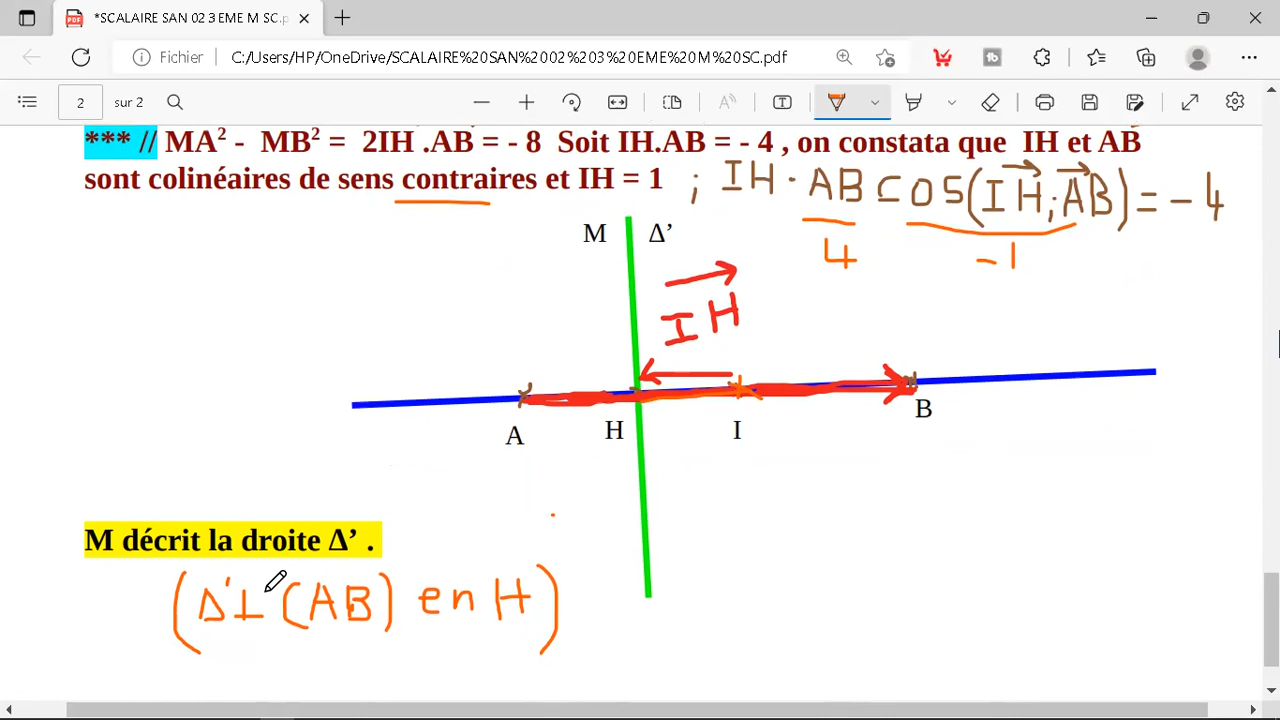 *SCALAIRE SAN 02 3 EME M SC.p
Fichier C:/Users/HP/OneDrive/SCALAIRE%20SAN%2002%203%20EME%20M%20SC.pdf
2 sur 2
*** // MA² - MB² = 2IH .AB = - 8 Soit IH.AB = - 4 , on constata que IH et AB
sont colinéaires de sens contraires et IH = 1 ; IH · AB cos(IH;AB) = -4
4 -1
M Δ’
IH
A H I B
M décrit la droite Δ’ .
(Δ'⊥(AB) en H)